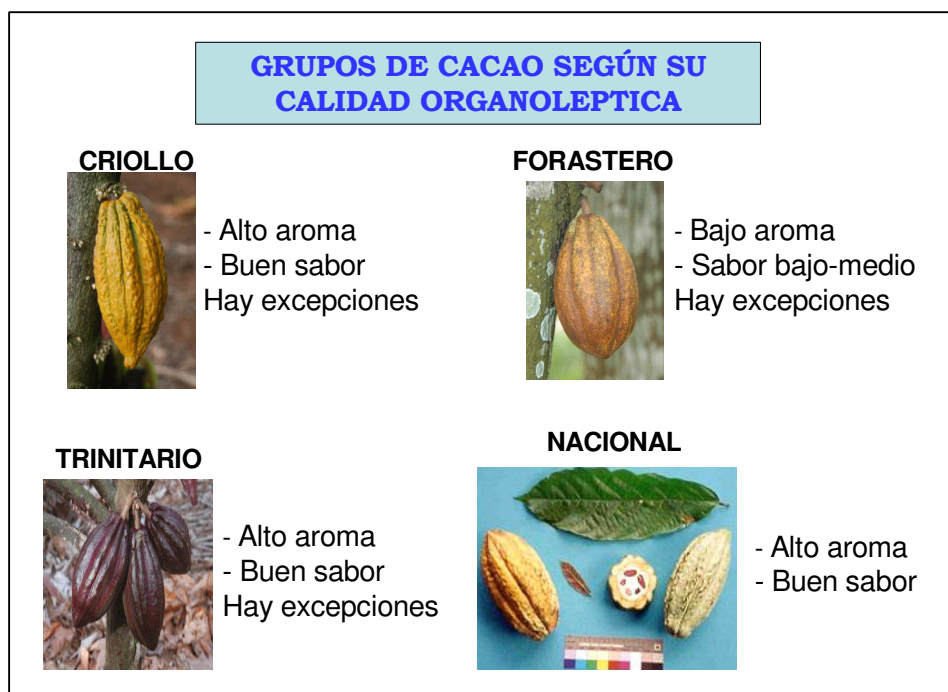 GRUPOS DE CACAO SEGÚN SU
CALIDAD ORGANOLEPTICA
CRIOLLO
- Alto aroma
- Buen sabor
Hay excepciones
FORASTERO
- Bajo aroma
- Sabor bajo-medio
Hay excepciones
TRINITARIO
- Alto aroma
- Buen sabor
Hay excepciones
NACIONAL
- Alto aroma
- Buen sabor